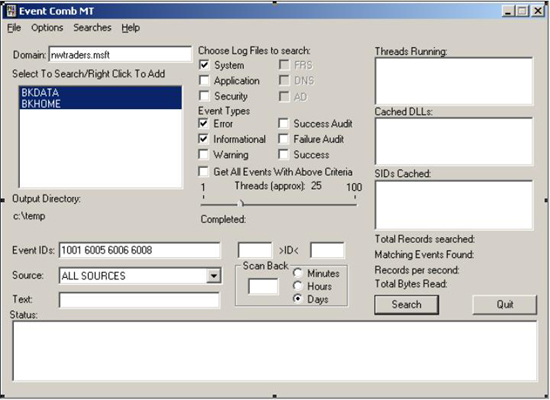 Event Comb MT
File Options Searches Help
Domain: nwtraders.msft
Select To Search/Right Click To Add
BKDATA
BKHOME
Output Directory:
c:\temp
Choose Log Files to search:
System FRS
Application DNS
Security AD
Event Types
Error Success Audit
Informational Failure Audit
Warning Success
Get All Events With Above Criteria
1 Threads (approx): 25 100
Completed:
Threads Running:
Cached DLLs:
SIDs Cached:
Event IDs: 1001 6005 6006 6008 >ID<
Source: ALL SOURCES
Text:
Scan Back
Minutes
Hours
Days
Total Records searched:
Matching Events Found:
Records per second:
Total Bytes Read:
Search Quit
Status: